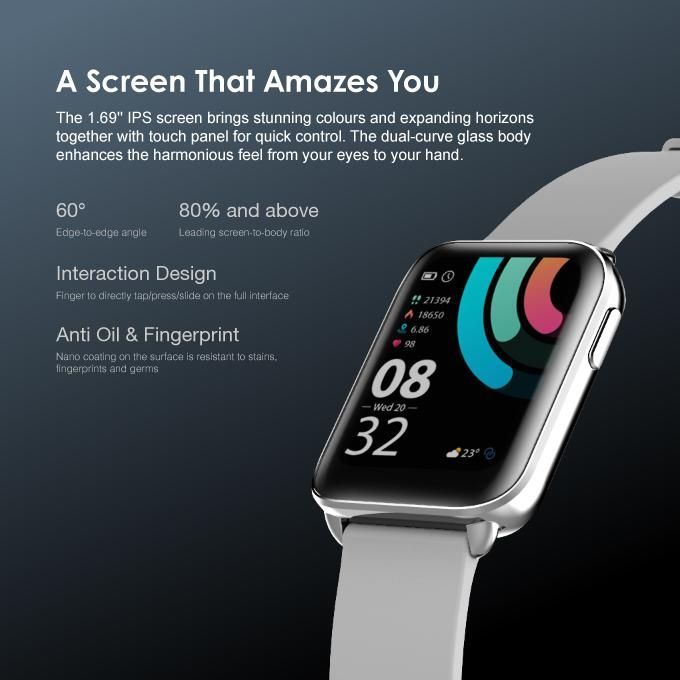 A Screen That Amazes You
The 1.69" IPS screen brings stunning colours and expanding horizons
together with touch panel for quick control. The dual-curve glass body
enhances the harmonious feel from your eyes to your hand.
60°
Edge-to-edge angle
80% and above
Leading screen-to-body ratio
Interaction Design
Finger to directly tap/press/slide on the full interface
Anti Oil & Fingerprint
Nano coating on the surface is resistant to stains,
fingerprints and germs
21394
18650
6.86
98
08
Wed 20
32
23°